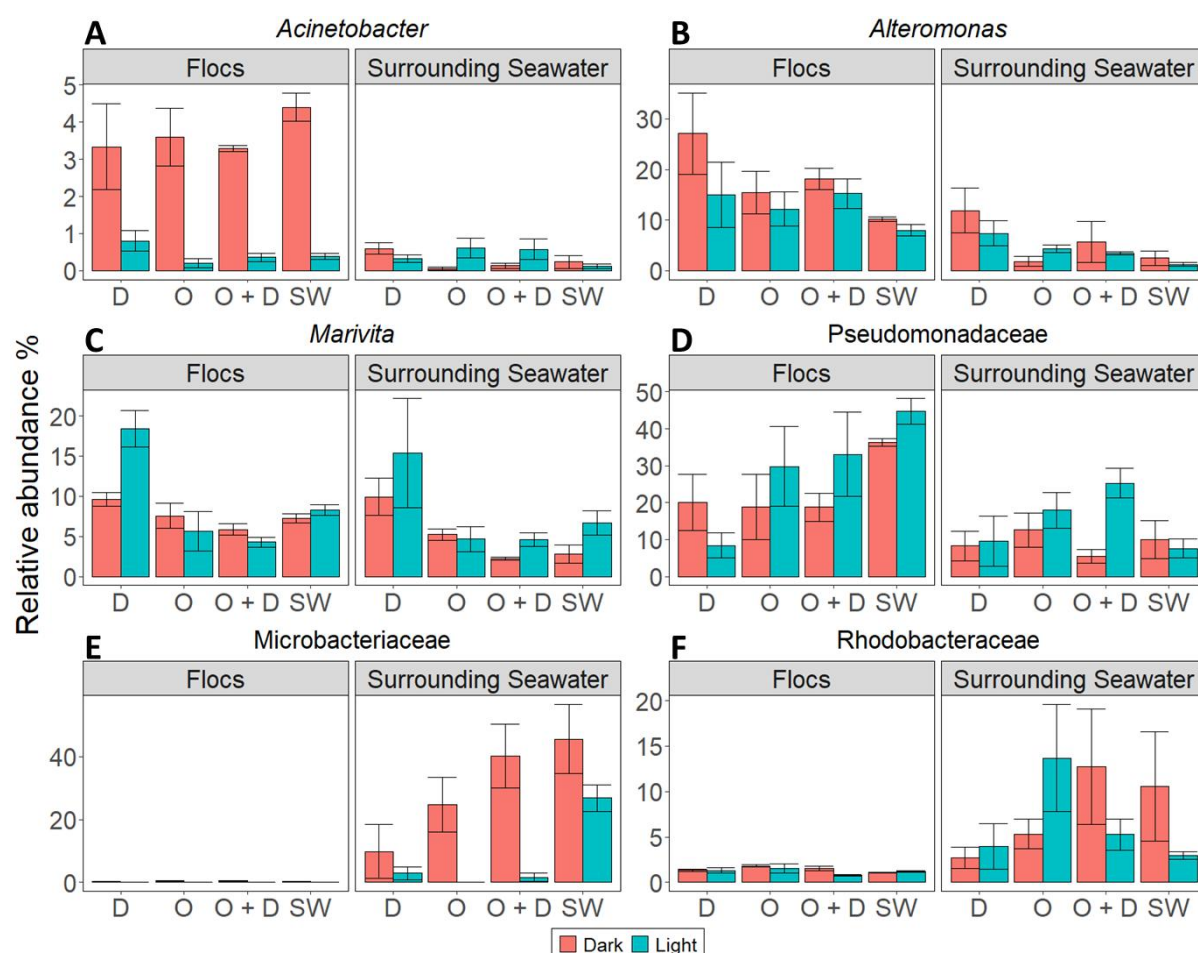 A Acinetobacter
Flocs Surrounding Seawater
5
4
3
2
1
0
D O O + D SW D O O + D SW
B Alteromonas
Flocs Surrounding Seawater
30
20
10
0
D O O + D SW D O O + D SW
Relative abundance %
C Marivita
Flocs Surrounding Seawater
20
15
10
5
0
D O O + D SW D O O + D SW
D Pseudomonadaceae
Flocs Surrounding Seawater
50
40
30
20
10
0
D O O + D SW D O O + D SW
E Microbacteriaceae
Flocs Surrounding Seawater
40
20
0
D O O + D SW D O O + D SW
F Rhodobacteraceae
Flocs Surrounding Seawater
20
15
10
5
0
D O O + D SW D O O + D SW
Dark Light